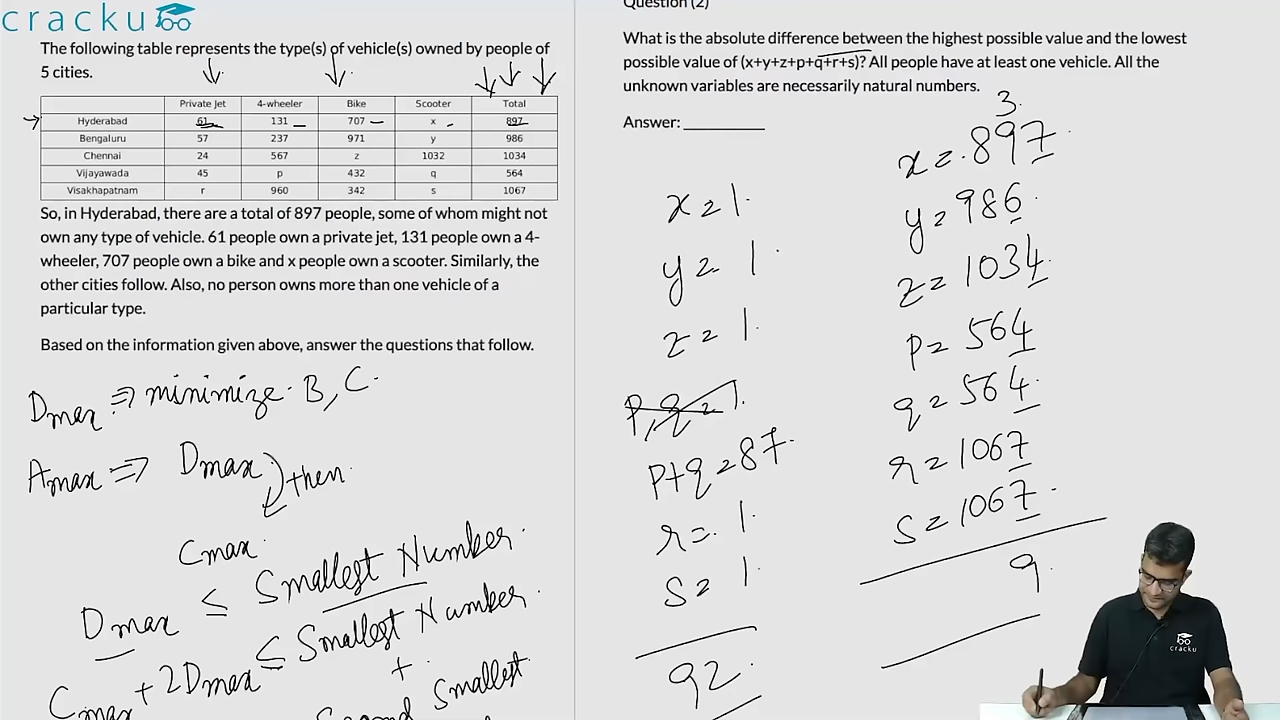 cracku
The following table represents the type(s) of vehicle(s) owned by people of
5 cities.
Private Jet 4-wheeler Bike Scooter Total
Hyderabad 61 131 707 x 897
Bengaluru 57 237 971 y 986
Chennai 24 567 z 1032 1034
Vijayawada 45 p 432 q 564
Visakhapatnam r 960 342 s 1067
So, in Hyderabad, there are a total of 897 people, some of whom might not
own any type of vehicle. 61 people own a private jet, 131 people own a 4-
wheeler, 707 people own a bike and x people own a scooter. Similarly, the
other cities follow. Also, no person owns more than one vehicle of a
particular type.
Based on the information given above, answer the questions that follow.
Dmax ⇒ minimize B, C.
Amax ⇒ Dmax
then
Cmax.
Dmax ≤ Smallest Number.
Cmax + 2Dmax ≤ Smallest Number
+
Second Smallest
Question (2)
What is the absolute difference between the highest possible value and the lowest
possible value of (x+y+z+p+q+r+s)? All people have at least one vehicle. All the
unknown variables are necessarily natural numbers.
Answer:
x = 1.
y = 1.
z = 1.
p, q = 1.
p+q = 87.
r = 1.
s = 1.
92.
3.
x = 897.
y = 986.
z = 1034.
p = 564
q = 564.
r = 1067
s = 1067.
9.
cracku